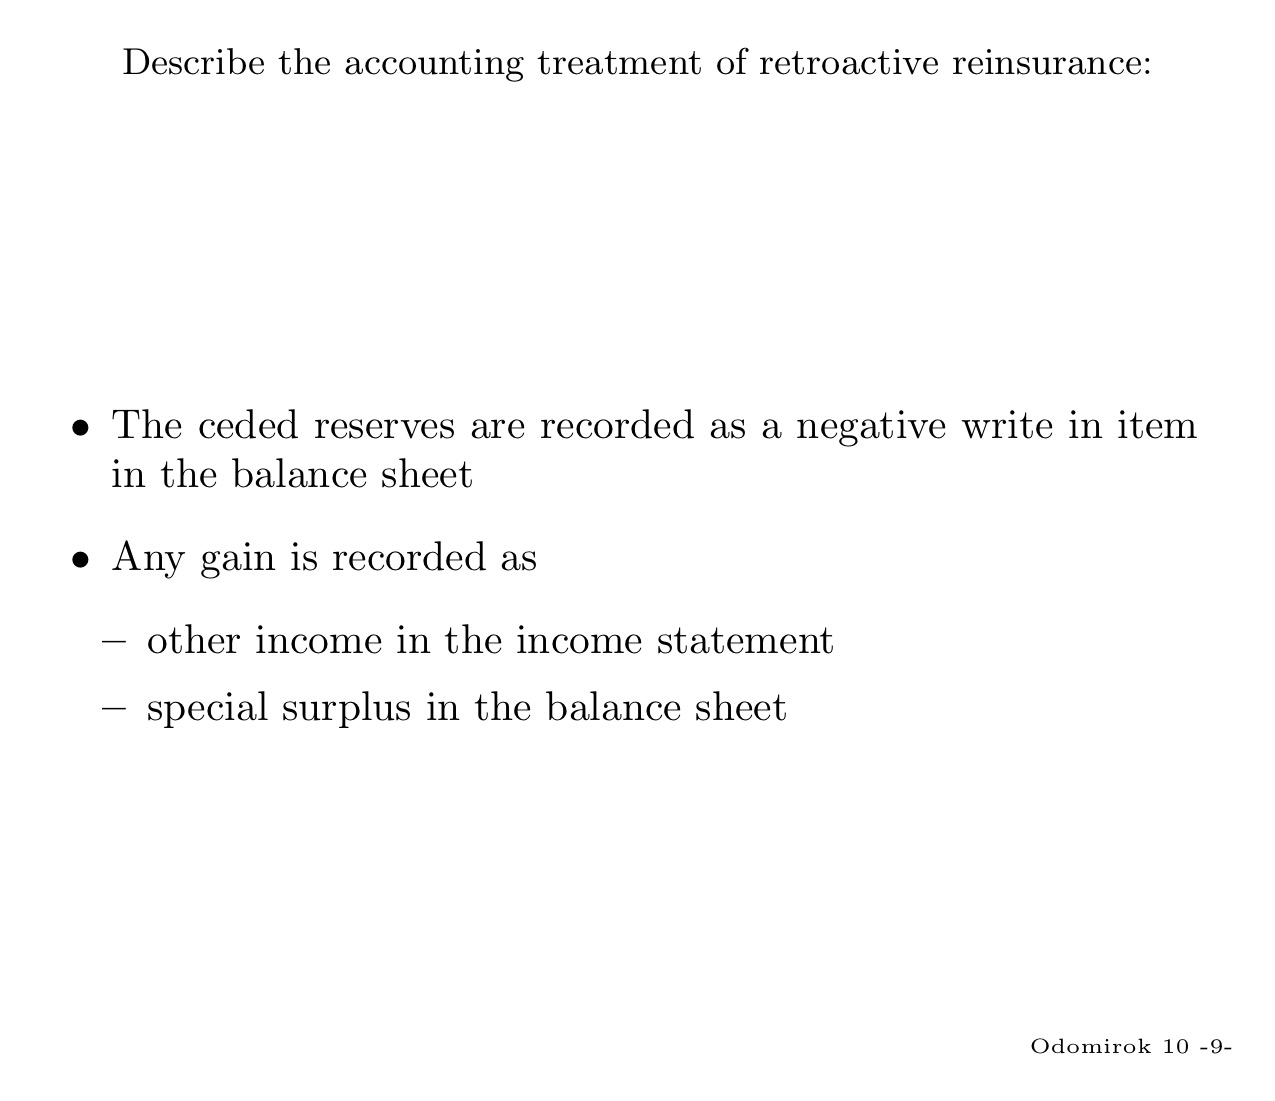 Describe the accounting treatment of retroactive reinsurance:
• The ceded reserves are recorded as a negative write in item
in the balance sheet
• Any gain is recorded as
– other income in the income statement
– special surplus in the balance sheet
Odomirok 10 -9-